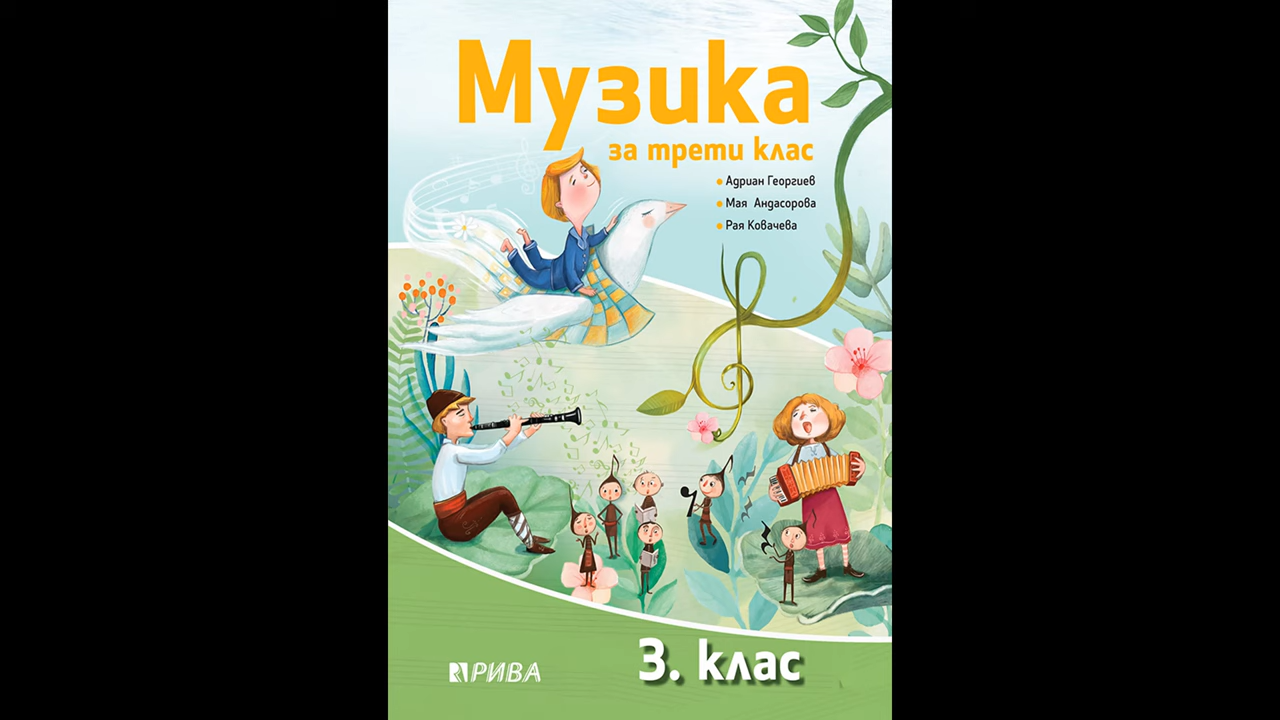 Музика
за трети клас
Адриан Георгиев
Мая Андасорова
Рая Ковачева
3. клас
РИВА